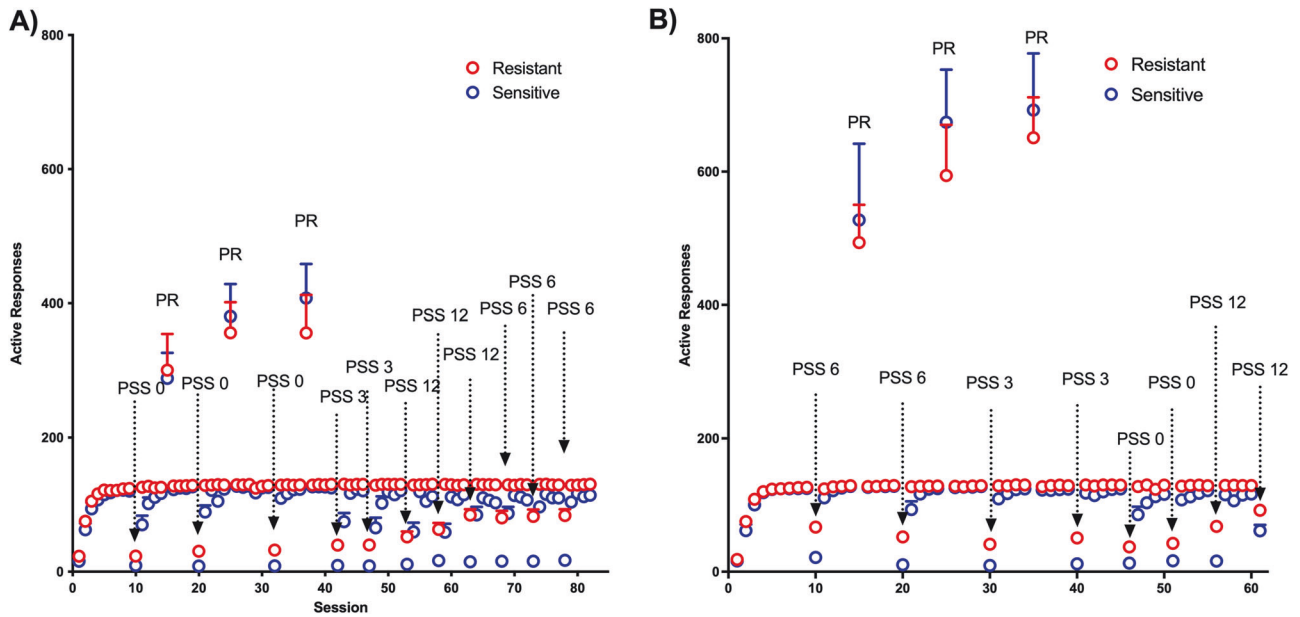 A)
800
Resistant
Sensitive
600
PR
PR
PR
Active Responses
400
PSS 6
PSS 6
PSS 6
PSS 12
PSS 12
PSS 3
PSS 0
PSS 0
PSS 0
PSS 3
PSS 12
200
0
0
10
20
30
40
50
60
70
80
Session
B)
800
PR
PR
Resistant
Sensitive
PR
600
Active Responses
400
PSS 12
PSS 6
PSS 6
PSS 3
PSS 3
PSS 0
PSS 0
PSS 12
200
0
0
10
20
30
40
50
60